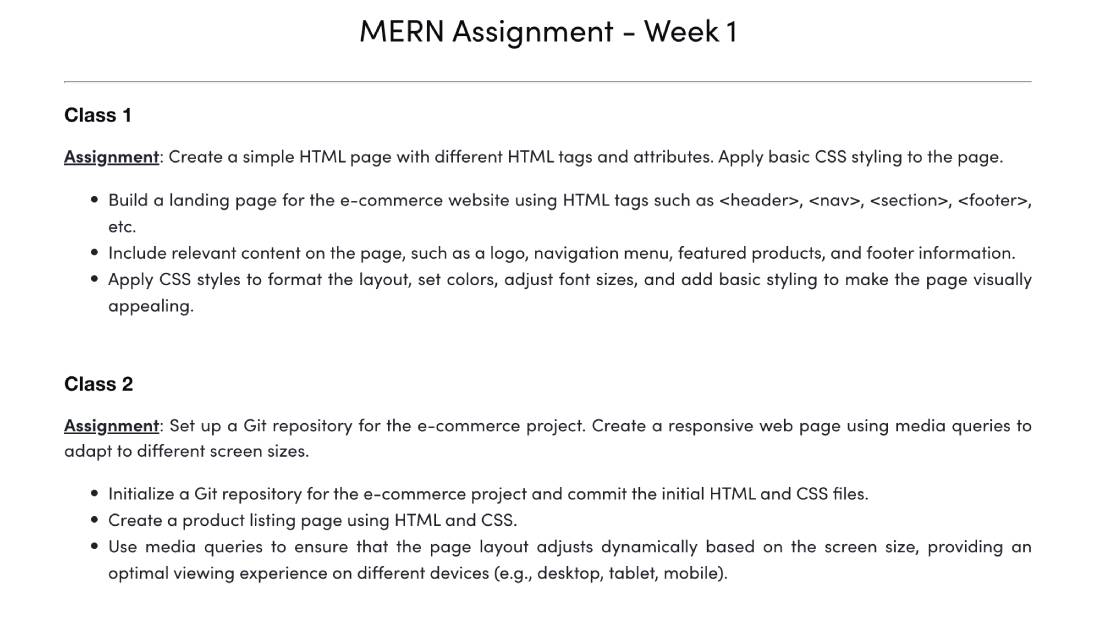 MERN Assignment - Week 1
Class 1
Assignment: Create a simple HTML page with different HTML tags and attributes. Apply basic CSS styling to the page.
• Build a landing page for the e-commerce website using HTML tags such as <header>, <nav>, <section>, <footer>,
etc.
• Include relevant content on the page, such as a logo, navigation menu, featured products, and footer information.
• Apply CSS styles to format the layout, set colors, adjust font sizes, and add basic styling to make the page visually
appealing.
Class 2
Assignment: Set up a Git repository for the e-commerce project. Create a responsive web page using media queries to
adapt to different screen sizes.
• Initialize a Git repository for the e-commerce project and commit the initial HTML and CSS files.
• Create a product listing page using HTML and CSS.
• Use media queries to ensure that the page layout adjusts dynamically based on the screen size, providing an
optimal viewing experience on different devices (e.g., desktop, tablet, mobile).